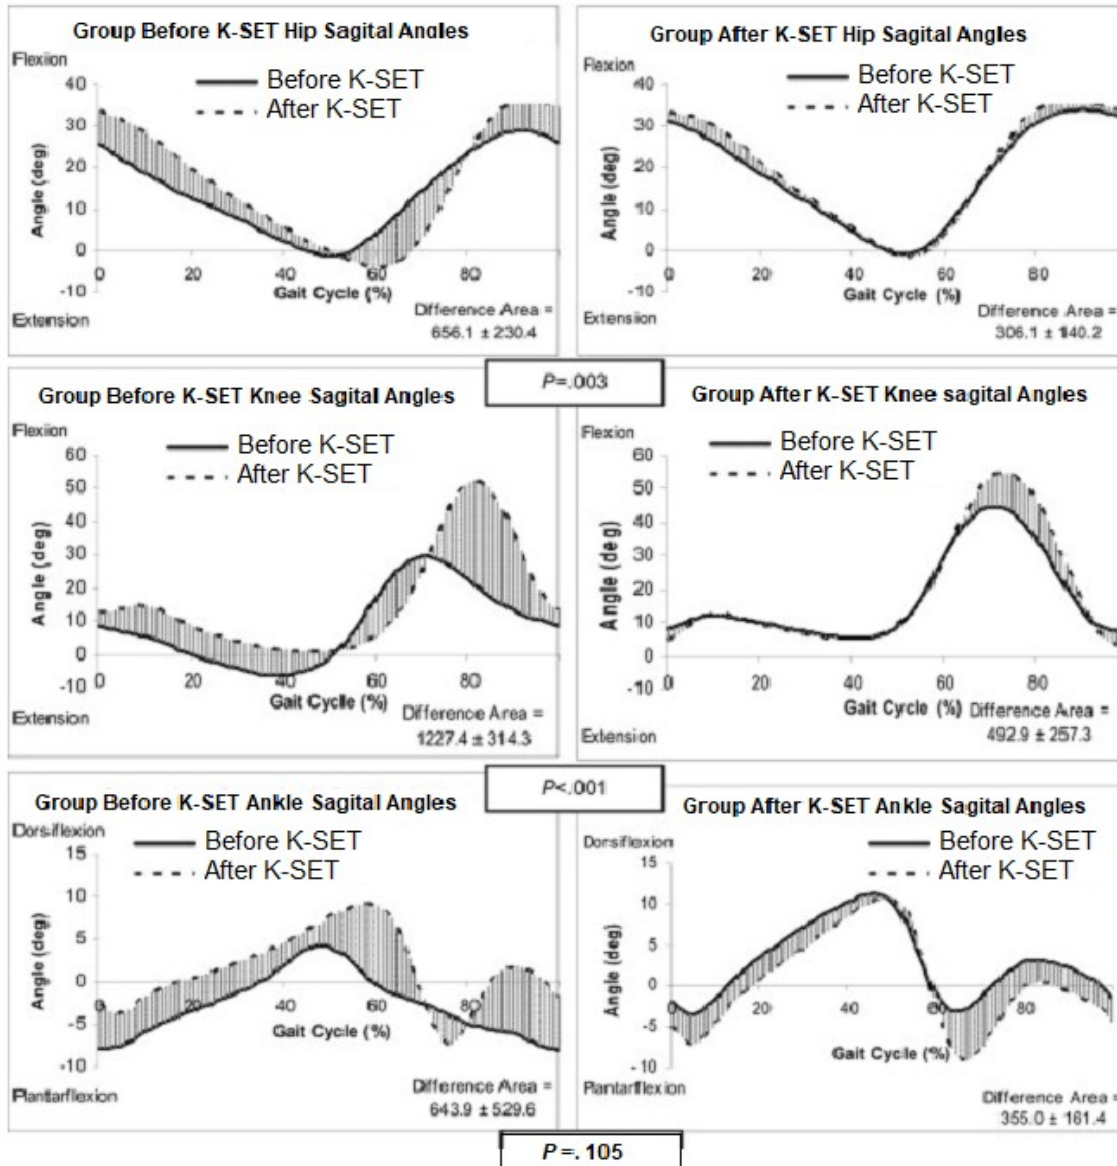 Group Before K-SET Hip Sagital Angles
Flexiion
Before K-SET
After K-SET
40
30
20
10
0
-10
Angle (deg)
0 20 40 60 80
Gait Cycle (%)
Extension
Difference Area =
656.1 ± 230.4
Group After K-SET Hip Sagital Angles
Flexion
Before K-SET
After K-SET
40
30
20
10
0
-10
Angle (deg)
0 20 40 60 80
Gait Cycle (%)
Extensiion
Difference Area =
306.1 ± 140.2
P=.003
Group Before K-SET Knee Sagital Angles
Flexiion
Before K-SET
After K-SET
60
50
40
30
20
10
0
-10
Angle (deg)
0 20 40 60 80
Gait Cyclle (%)
Extension
Difference Area =
1227.4 ± 314.3
Group After K-SET Knee sagital Angles
Flexion
Before K-SET
After K-SET
60
50
40
30
20
10
0
-10
Angle (deg)
0 20 40 60 80
Gait Cycle (%)
Extension
Difference Area =
492.9 ± 257.3
P<.001
Group Before K-SET Ankle Sagital Angles
Dorsiflexion
Before K-SET
After K-SET
15
10
5
0
-5
-10
Angle (deg)
0 20 40 60 80
Gait Cycle (%)
Planttarflexion
Difference Area =
643.9 ± 529.6
Group After K-SET Ankle Sagital Angles
Dorsiflexion
Before K-SET
After K-SET
15
10
5
0
-5
-10
Angle (deg)
0 20 40 60 80
Gait Cycle (%)
Plantarflexion
Difference Area =
355.0 ± 161.4
P=.105